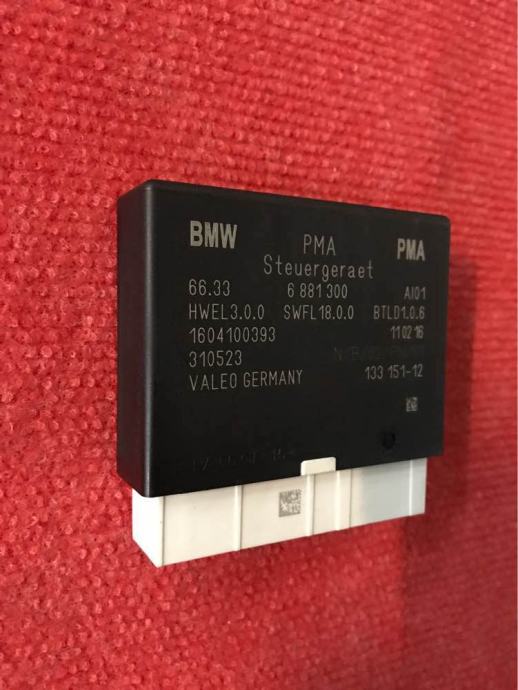 BMW PMA PMA
Steuergeraet
66.33 6 881 300 AI01
HWEL3.0.0 SWFL18.0.0 BTLD1.0.6
1604100393 110216
310523
VALEO GERMANY 133 151-12